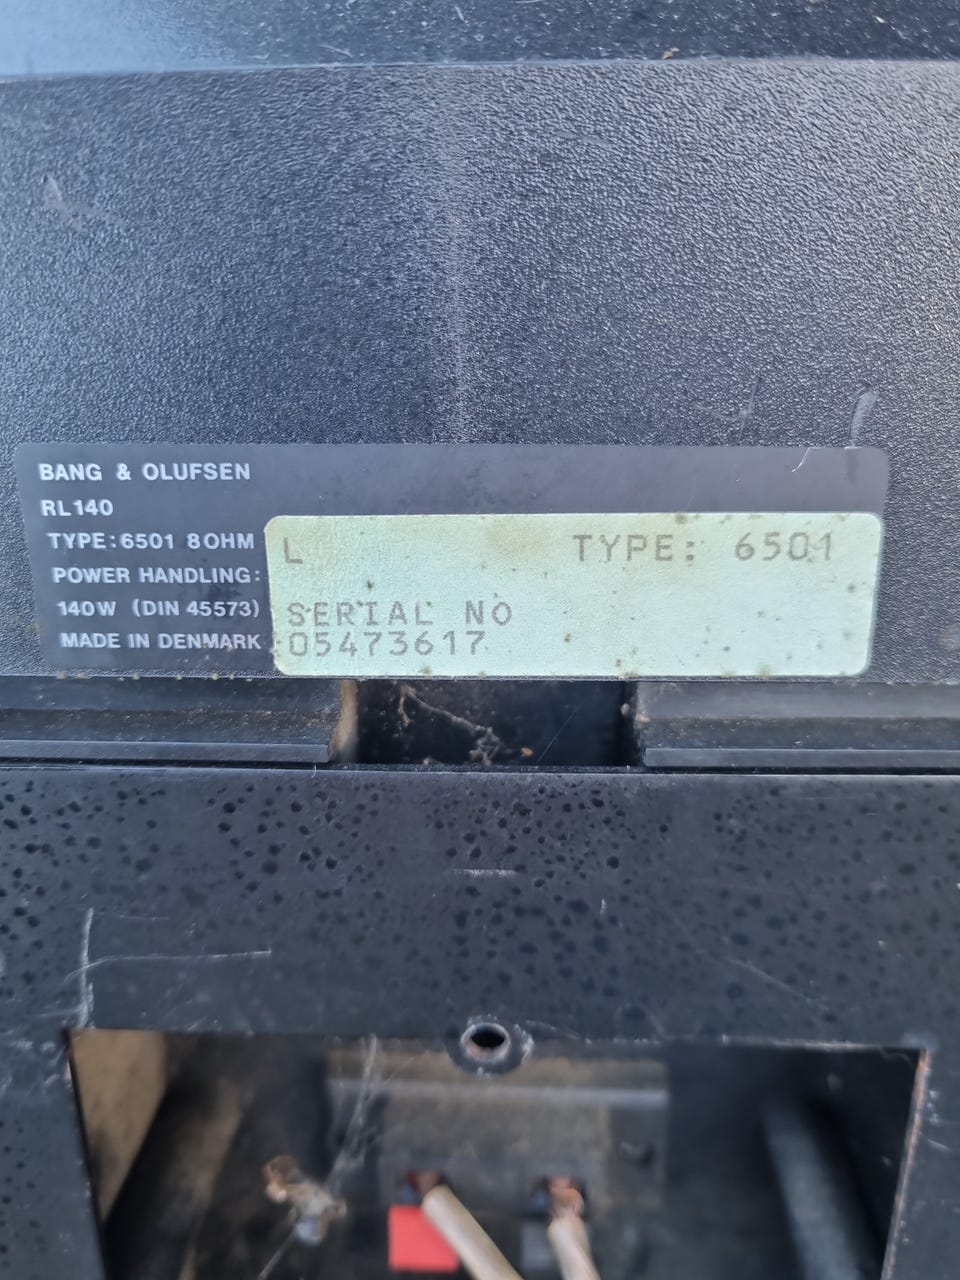 BANG & OLUFSEN
RL140
TYPE:6501 8OHM
POWER HANDLING:
140W (DIN 45573)
MADE IN DENMARK
L TYPE: 6501
SERIAL NO
05473617